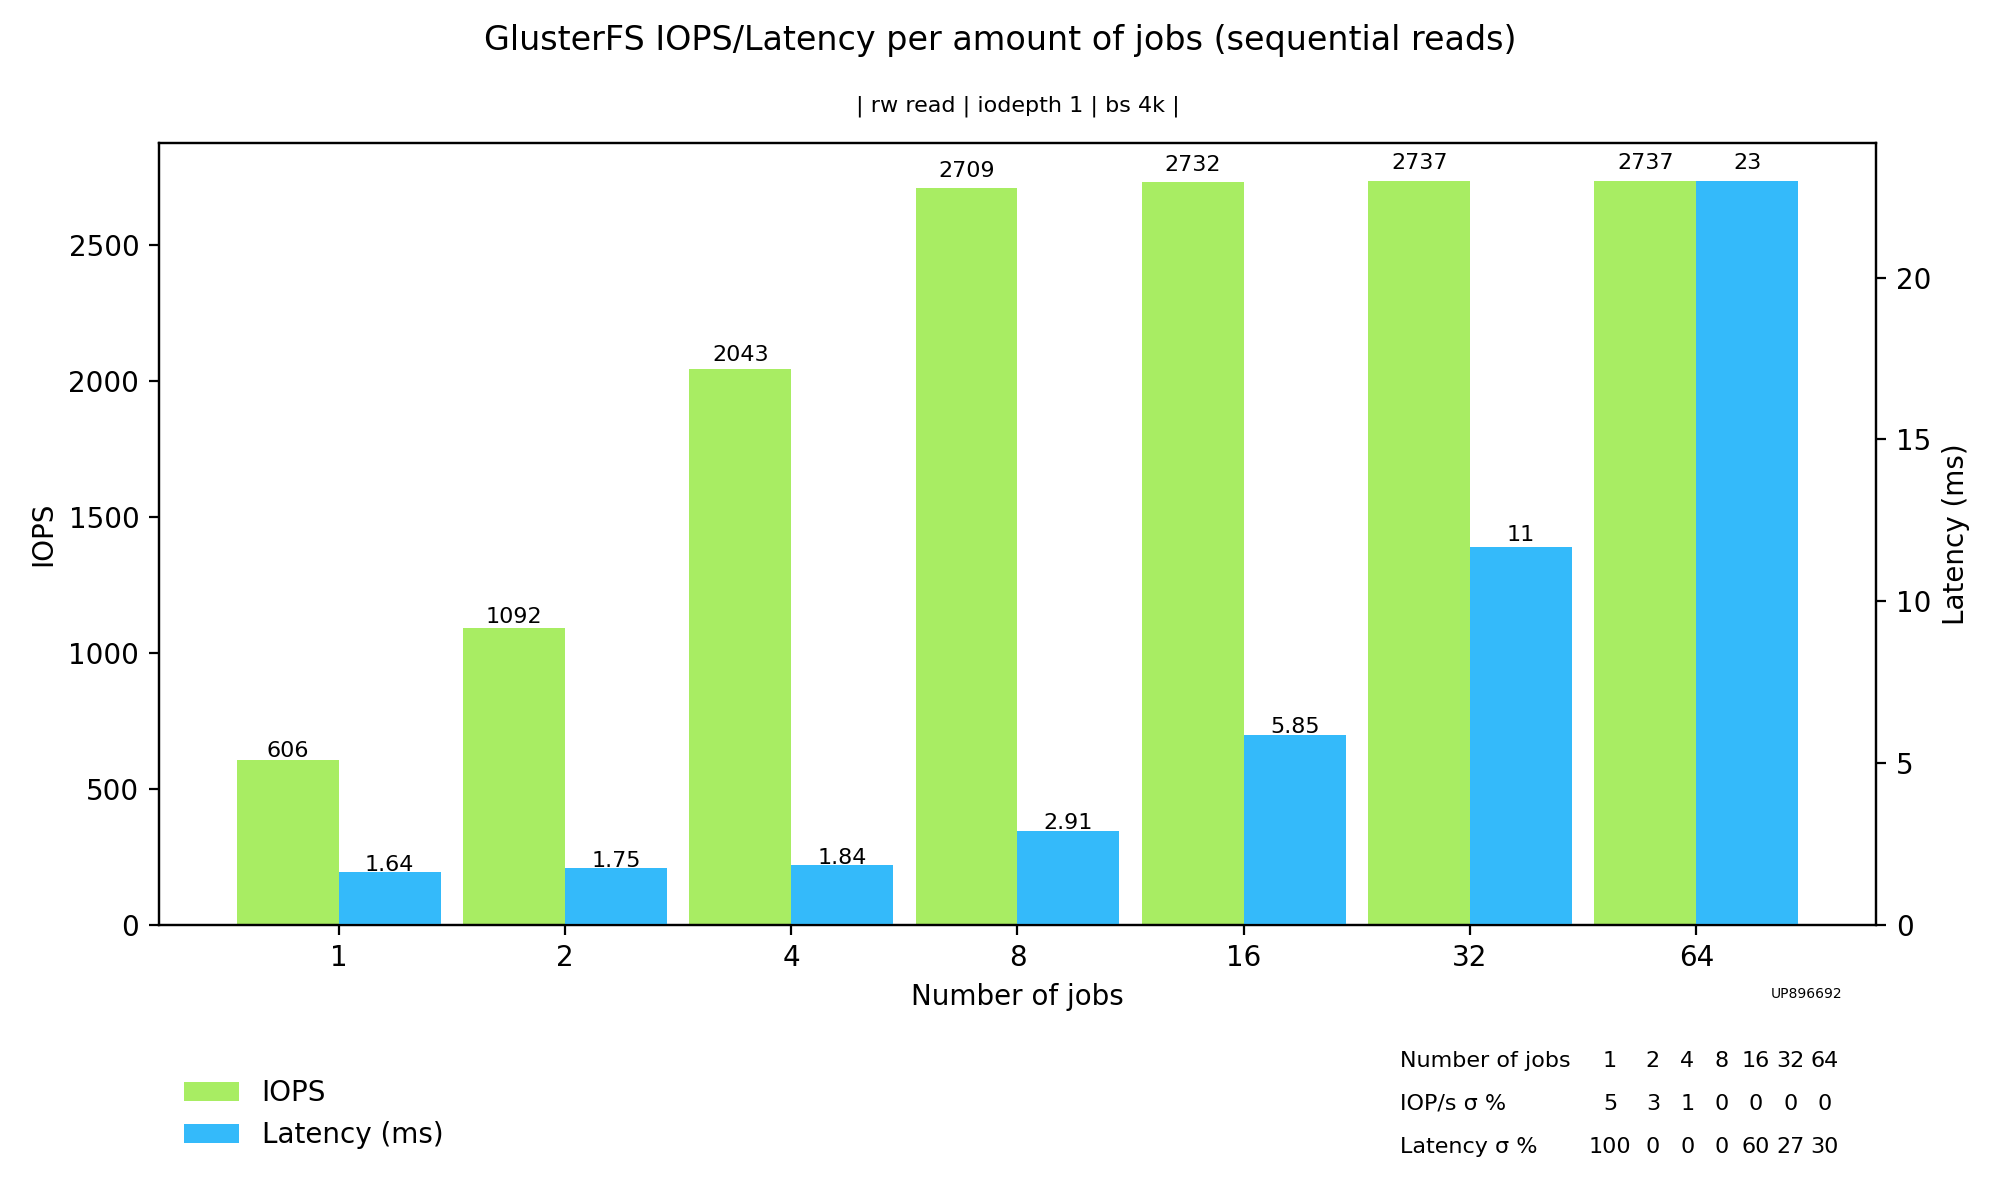 GlusterFS IOPS/Latency per amount of jobs (sequential reads)
| rw read | iodepth 1 | bs 4k |
2709
2732
2737
2737
23
2500
2043
20
2000
15
1500
11
IOPS
Latency (ms)
1092
10
1000
606
5.85
5
500
2.91
1.64
1.75
1.84
0
0
1 2 4 8 16 32 64
Number of jobs
UP896692
IOPS
Latency (ms)
Number of jobs 1 2 4 8 16 32 64
IOP/s σ % 5 3 1 0 0 0 0
Latency σ % 100 0 0 0 60 27 30